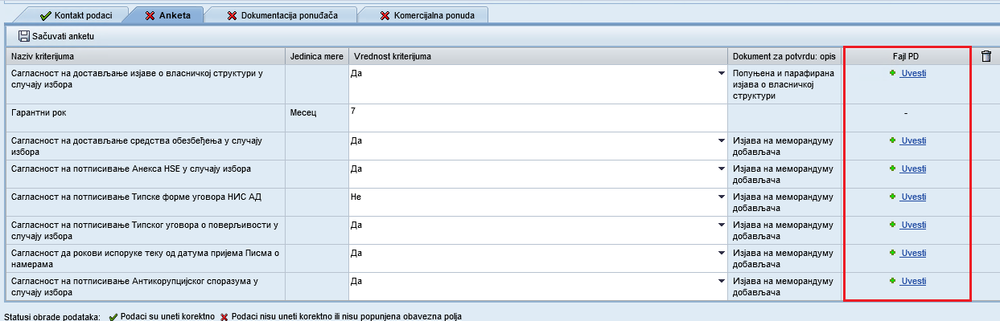 Kontakt podaci Anketa Dokumentacija ponuđača Komercijalna ponuda
Sačuvati anketu
Naziv kriterijuma Jedinica mere Vrednost kriterijuma Dokument za potvrdu: opis Fajl PD
Сагласност на достављање изјаве о власничкој структури у Да Попуњена и парафирана Uvesti
случају избора изјава о власничкој
структури
Гарантни рок Месец 7 -
Сагласност на достављање средства обезбеђења у случају Да Изјава на меморандуму Uvesti
избора добављача
Сагласност на потписивање Анекса HSE у случају избора Да Изјава на меморандуму Uvesti
добављача
Сагласност на потписивање Типске форме уговора НИС АД Не Изјава на меморандуму Uvesti
добављача
Сагласност на потписивање Типског уговора о поверљивости у Да Изјава на меморандуму Uvesti
случају избора добављача
Сагласност да рокови испоруке теку од датума пријема Писма о Да Изјава на меморандуму Uvesti
намерама добављача
Сагласност на потписивање Антикорупцијског споразума у Да Изјава на меморандуму Uvesti
случају избора добављача
Statusi obrade podataka: Podaci su uneti korektno Podaci nisu uneti korektno ili nisu popunjena obavezna polja